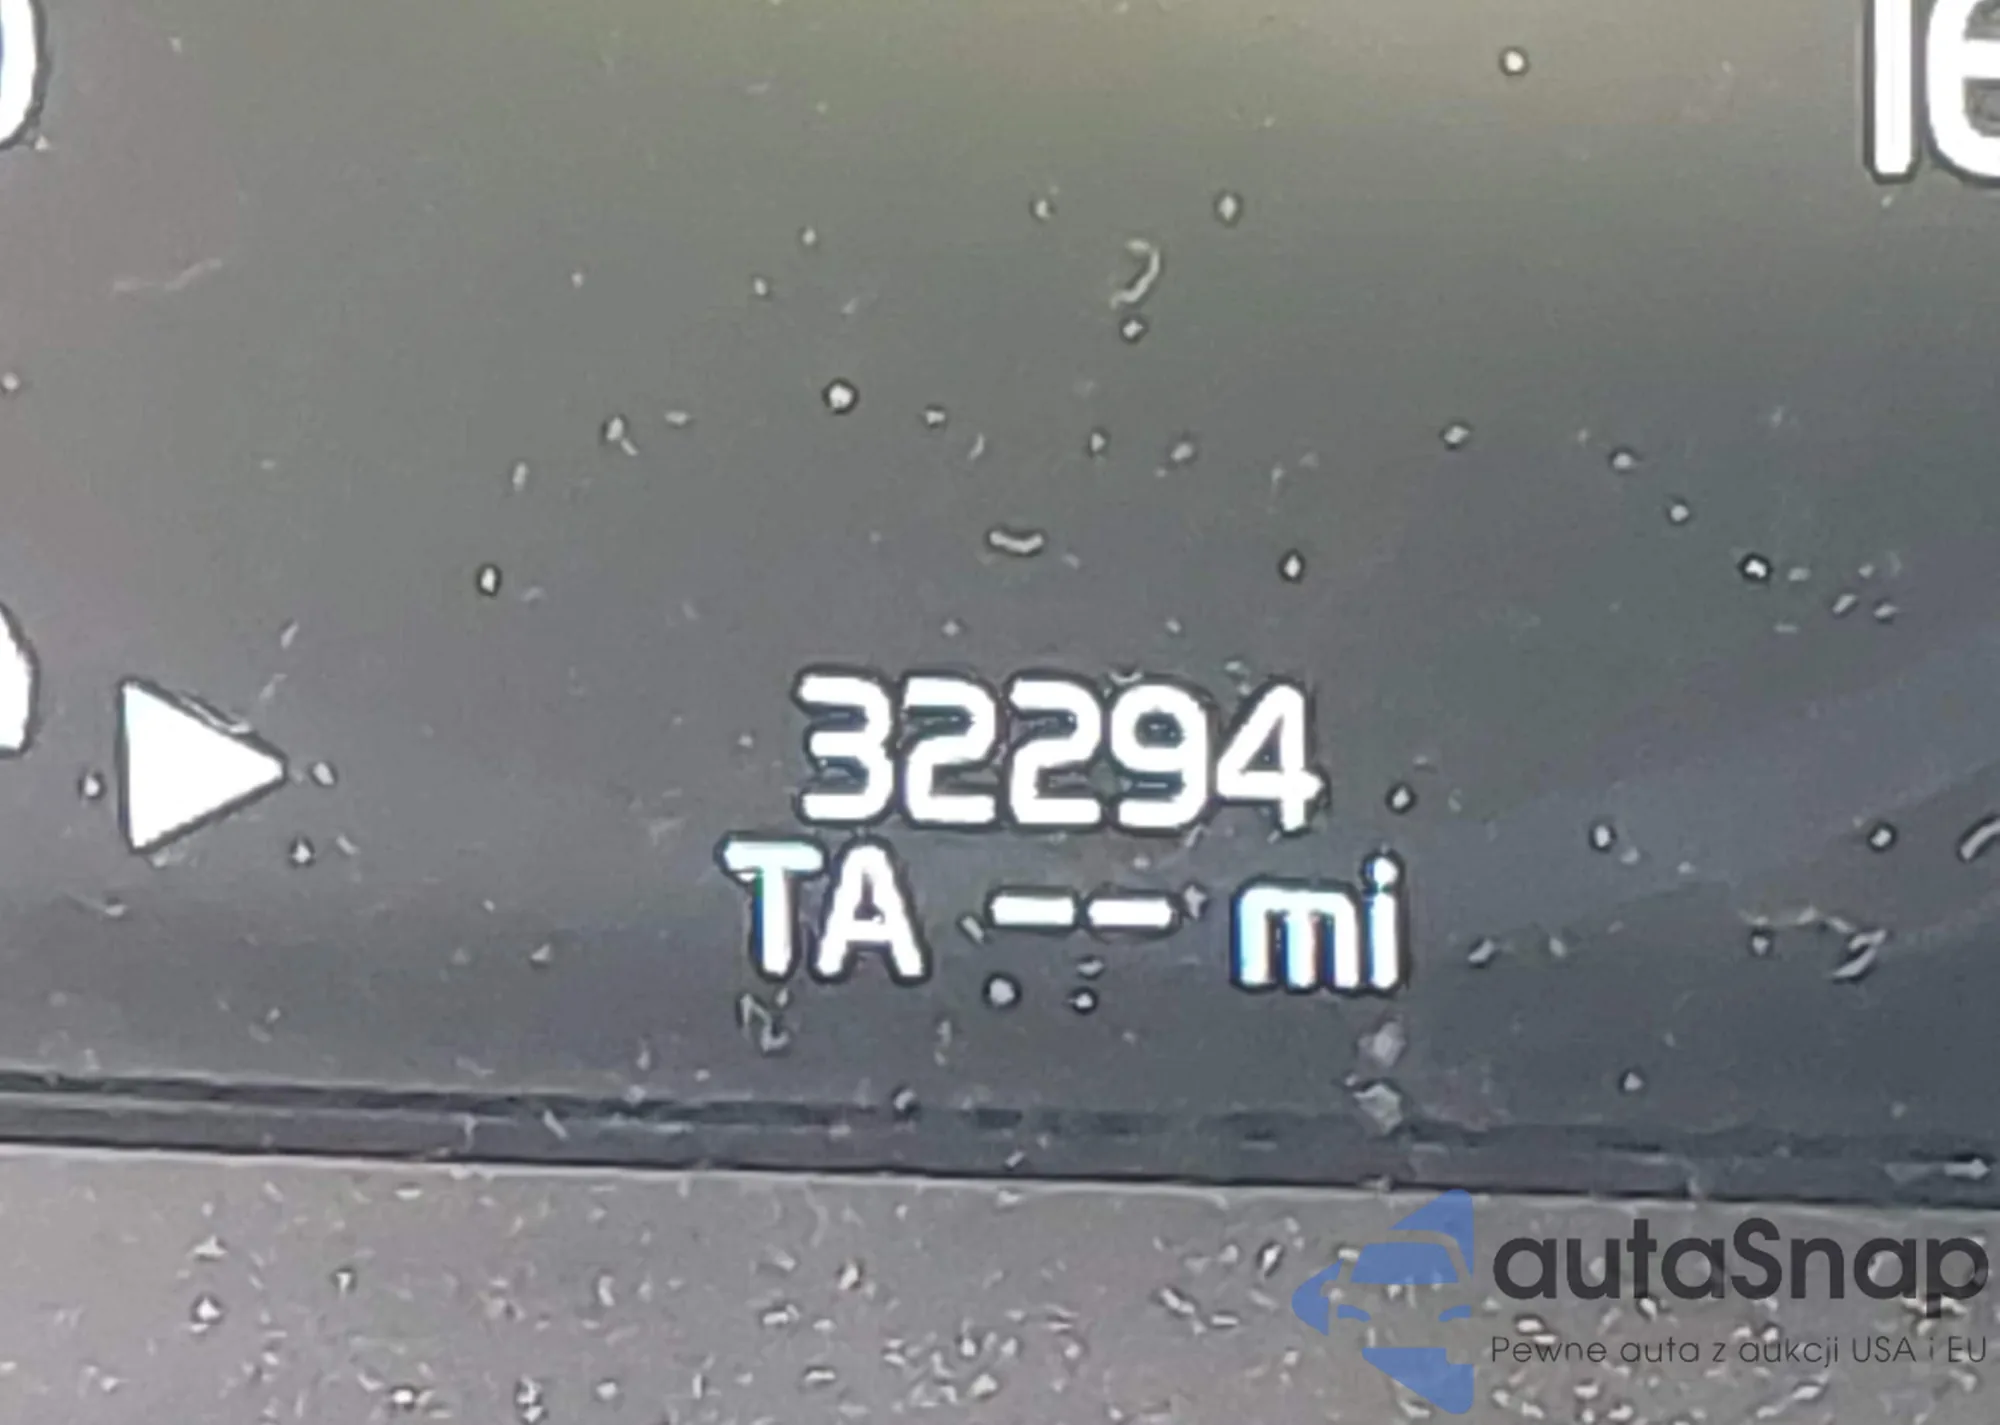 32294
TA -- mi
autaSnap
Pewne auta z aukcji USA i EU